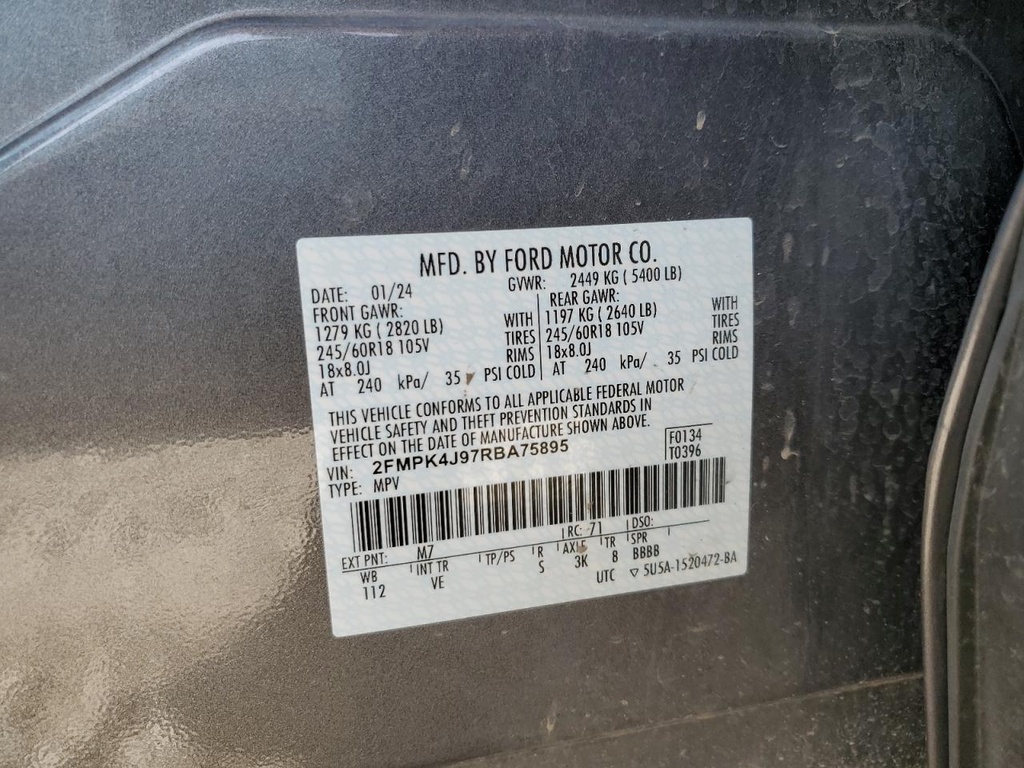 MFD. BY FORD MOTOR CO.
DATE: 01/24 GVWR: 2449 KG ( 5400 LB)
FRONT GAWR: REAR GAWR:
1279 KG ( 2820 LB) WITH 1197 KG ( 2640 LB) WITH
245/60R18 105V TIRES 245/60R18 105V TIRES
18x8.0J RIMS 18x8.0J RIMS
AT 240 kPa/ 35 PSI COLD AT 240 kPa/ 35 PSI COLD
THIS VEHICLE CONFORMS TO ALL APPLICABLE FEDERAL MOTOR
VEHICLE SAFETY AND THEFT PREVENTION STANDARDS IN
EFFECT ON THE DATE OF MANUFACTURE SHOWN ABOVE.
VIN: 2FMPK4J97RBA75895 F0134
TYPE: MPV T0396
EXT PNT: M7 RC: 71 DSO:
WB INT TR TP/PS R AXLE TR SPR
112 VE S 3K 8 BBBB
UTC ▽ 5U5A-1520472-BA